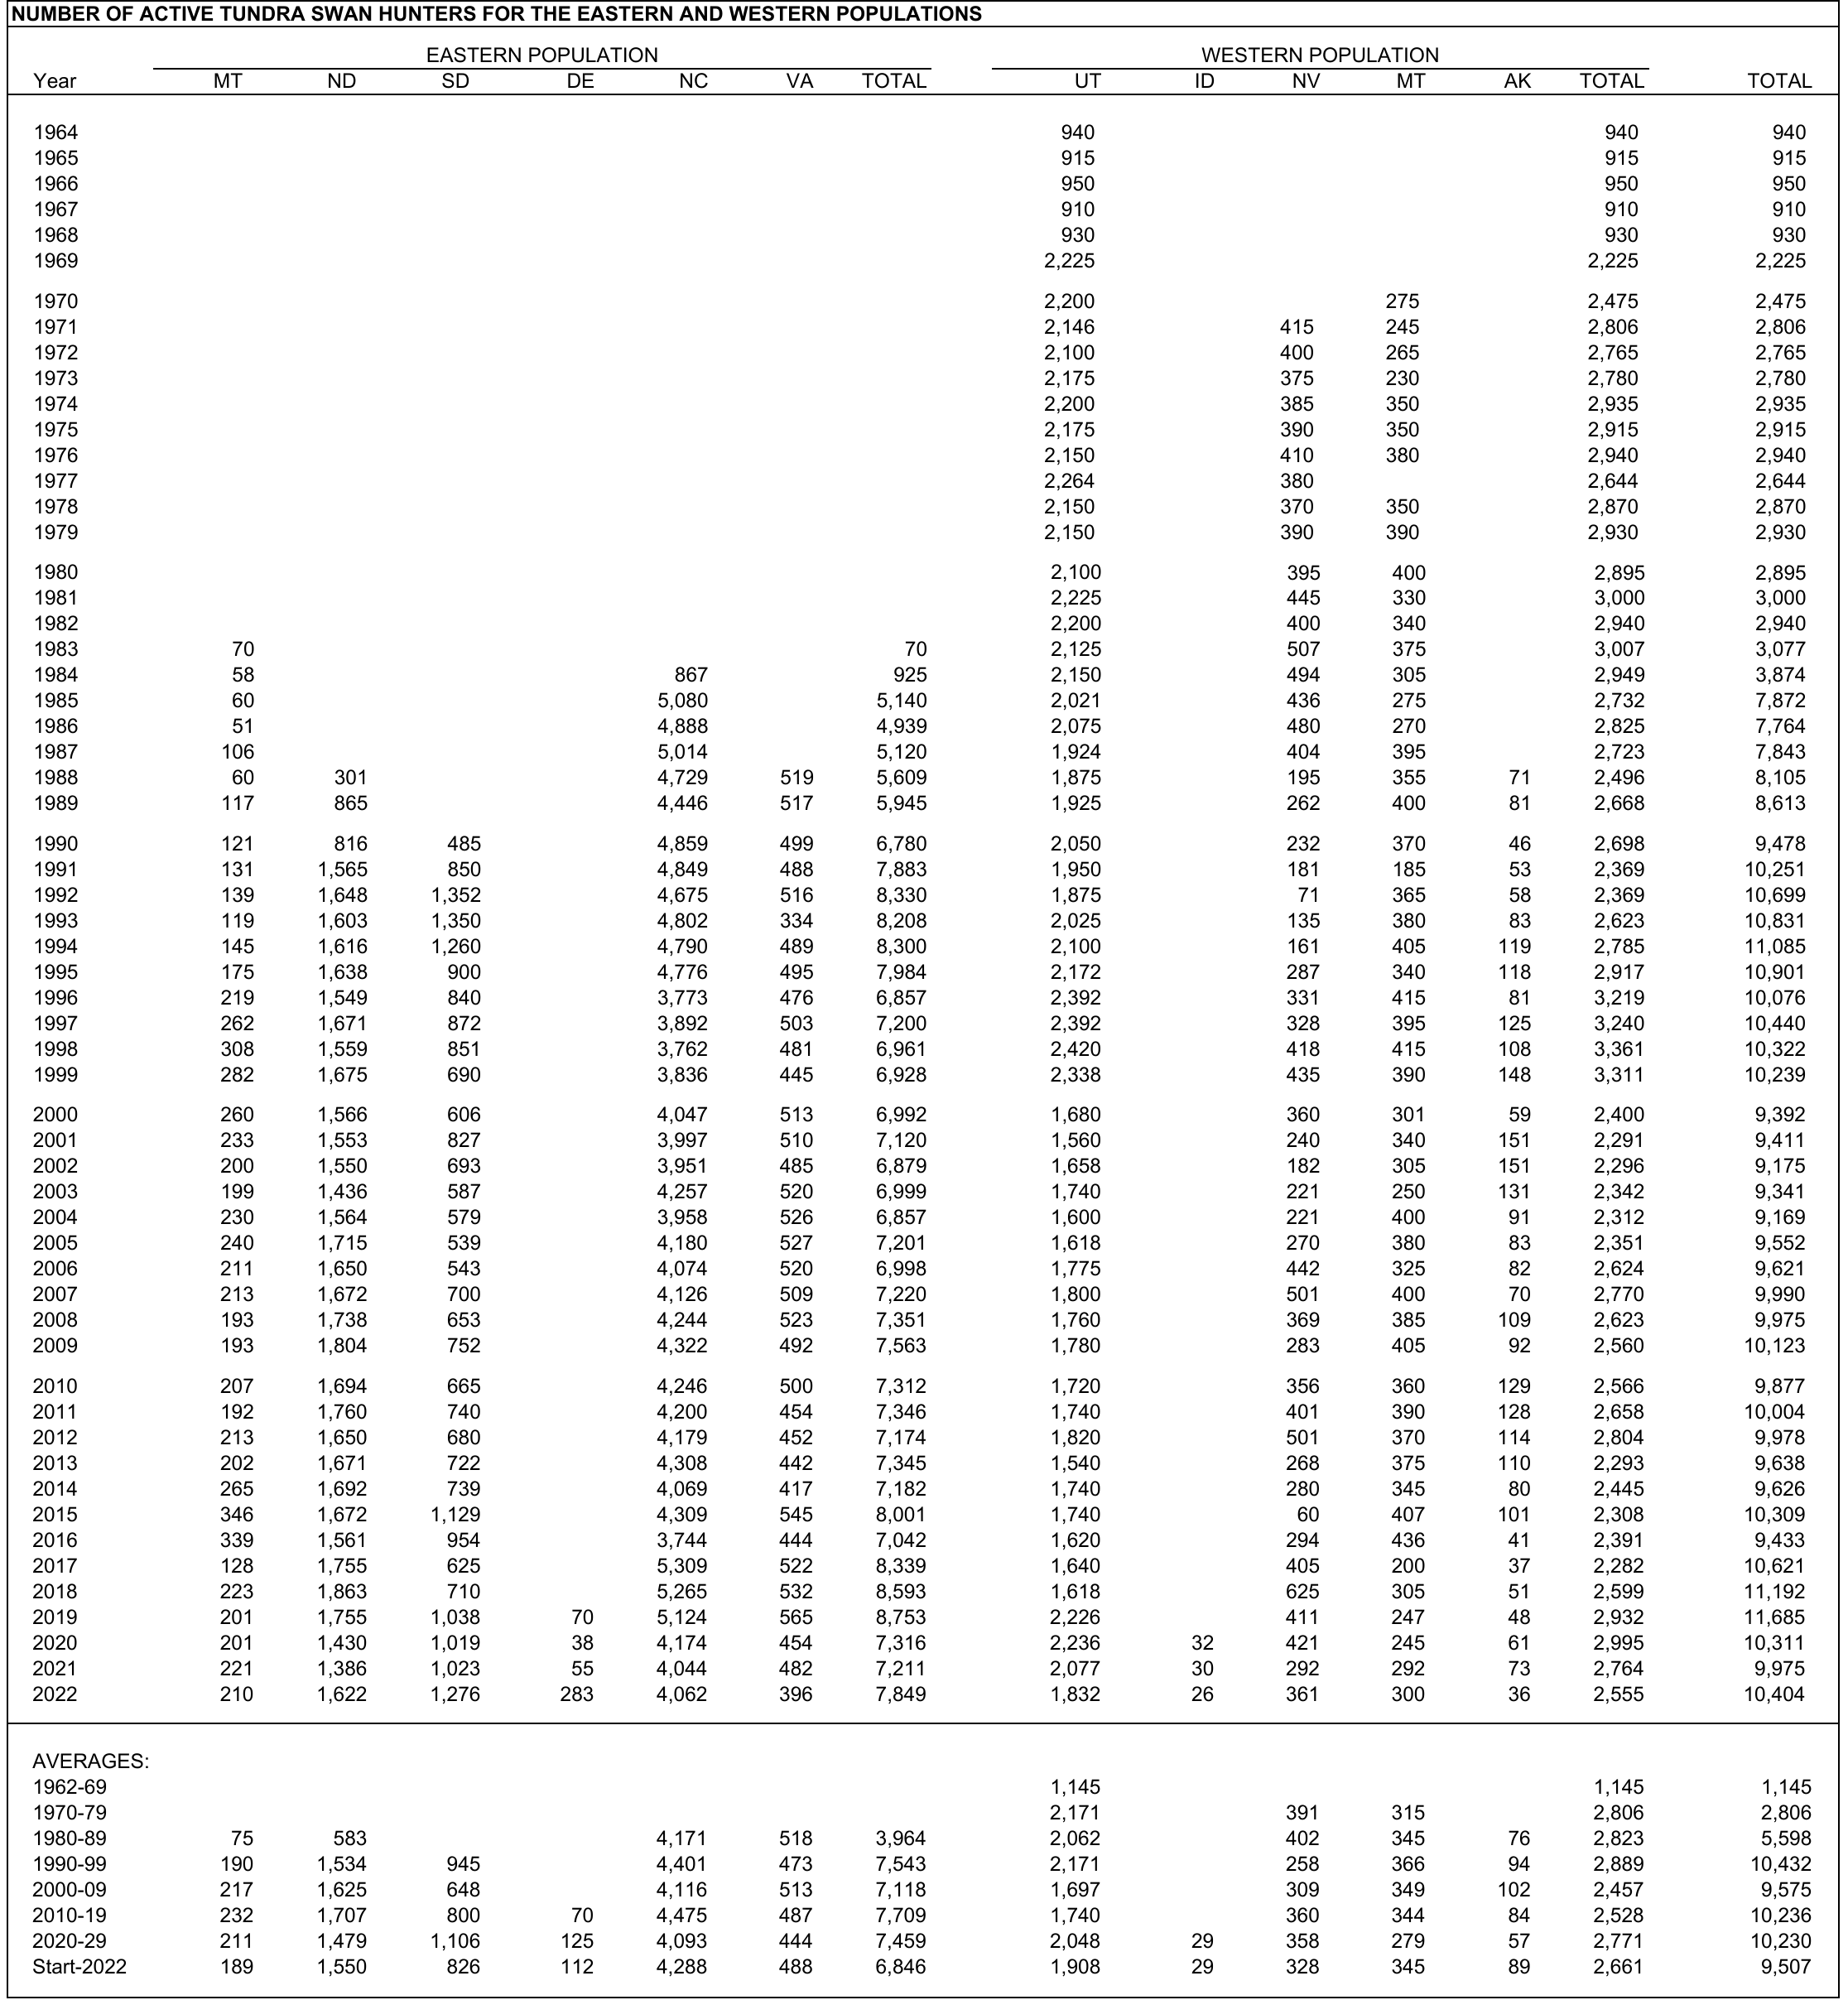 NUMBER OF ACTIVE TUNDRA SWAN HUNTERS FOR THE EASTERN AND WESTERN POPULATIONS
EASTERN POPULATION WESTERN POPULATION
Year MT ND SD DE NC VA TOTAL UT ID NV MT AK TOTAL TOTAL
1964 940 940 940
1965 915 915 915
1966 950 950 950
1967 910 910 910
1968 930 930 930
1969 2,225 2,225 2,225
1970 2,200 275 2,475 2,475
1971 2,146 415 245 2,806 2,806
1972 2,100 400 265 2,765 2,765
1973 2,175 375 230 2,780 2,780
1974 2,200 385 350 2,935 2,935
1975 2,175 390 350 2,915 2,915
1976 2,150 410 380 2,940 2,940
1977 2,264 380 2,644 2,644
1978 2,150 370 350 2,870 2,870
1979 2,150 390 390 2,930 2,930
1980 2,100 395 400 2,895 2,895
1981 2,225 445 330 3,000 3,000
1982 2,200 400 340 2,940 2,940
1983 70 70 2,125 507 375 3,007 3,077
1984 58 867 925 2,150 494 305 2,949 3,874
1985 60 5,080 5,140 2,021 436 275 2,732 7,872
1986 51 4,888 4,939 2,075 480 270 2,825 7,764
1987 106 5,014 5,120 1,924 404 395 2,723 7,843
1988 60 301 4,729 519 5,609 1,875 195 355 71 2,496 8,105
1989 117 865 4,446 517 5,945 1,925 262 400 81 2,668 8,613
1990 121 816 485 4,859 499 6,780 2,050 232 370 46 2,698 9,478
1991 131 1,565 850 4,849 488 7,883 1,950 181 185 53 2,369 10,251
1992 139 1,648 1,352 4,675 516 8,330 1,875 71 365 58 2,369 10,699
1993 119 1,603 1,350 4,802 334 8,208 2,025 135 380 83 2,623 10,831
1994 145 1,616 1,260 4,790 489 8,300 2,100 161 405 119 2,785 11,085
1995 175 1,638 900 4,776 495 7,984 2,172 287 340 118 2,917 10,901
1996 219 1,549 840 3,773 476 6,857 2,392 331 415 81 3,219 10,076
1997 262 1,671 872 3,892 503 7,200 2,392 328 395 125 3,240 10,440
1998 308 1,559 851 3,762 481 6,961 2,420 418 415 108 3,361 10,322
1999 282 1,675 690 3,836 445 6,928 2,338 435 390 148 3,311 10,239
2000 260 1,566 606 4,047 513 6,992 1,680 360 301 59 2,400 9,392
2001 233 1,553 827 3,997 510 7,120 1,560 240 340 151 2,291 9,411
2002 200 1,550 693 3,951 485 6,879 1,658 182 305 151 2,296 9,175
2003 199 1,436 587 4,257 520 6,999 1,740 221 250 131 2,342 9,341
2004 230 1,564 579 3,958 526 6,857 1,600 221 400 91 2,312 9,169
2005 240 1,715 539 4,180 527 7,201 1,618 270 380 83 2,351 9,552
2006 211 1,650 543 4,074 520 6,998 1,775 442 325 82 2,624 9,621
2007 213 1,672 700 4,126 509 7,220 1,800 501 400 70 2,770 9,990
2008 193 1,738 653 4,244 523 7,351 1,760 369 385 109 2,623 9,975
2009 193 1,804 752 4,322 492 7,563 1,780 283 405 92 2,560 10,123
2010 207 1,694 665 4,246 500 7,312 1,720 356 360 129 2,566 9,877
2011 192 1,760 740 4,200 454 7,346 1,740 401 390 128 2,658 10,004
2012 213 1,650 680 4,179 452 7,174 1,820 501 370 114 2,804 9,978
2013 202 1,671 722 4,308 442 7,345 1,540 268 375 110 2,293 9,638
2014 265 1,692 739 4,069 417 7,182 1,740 280 345 80 2,445 9,626
2015 346 1,672 1,129 4,309 545 8,001 1,740 60 407 101 2,308 10,309
2016 339 1,561 954 3,744 444 7,042 1,620 294 436 41 2,391 9,433
2017 128 1,755 625 5,309 522 8,339 1,640 405 200 37 2,282 10,621
2018 223 1,863 710 5,265 532 8,593 1,618 625 305 51 2,599 11,192
2019 201 1,755 1,038 70 5,124 565 8,753 2,226 411 247 48 2,932 11,685
2020 201 1,430 1,019 38 4,174 454 7,316 2,236 32 421 245 61 2,995 10,311
2021 221 1,386 1,023 55 4,044 482 7,211 2,077 30 292 292 73 2,764 9,975
2022 210 1,622 1,276 283 4,062 396 7,849 1,832 26 361 300 36 2,555 10,404
AVERAGES:
1962-69 1,145 1,145 1,145
1970-79 2,171 391 315 2,806 2,806
1980-89 75 583 4,171 518 3,964 2,062 402 345 76 2,823 5,598
1990-99 190 1,534 945 4,401 473 7,543 2,171 258 366 94 2,889 10,432
2000-09 217 1,625 648 4,116 513 7,118 1,697 309 349 102 2,457 9,575
2010-19 232 1,707 800 70 4,475 487 7,709 1,740 360 344 84 2,528 10,236
2020-29 211 1,479 1,106 125 4,093 444 7,459 2,048 29 358 279 57 2,771 10,230
Start-2022 189 1,550 826 112 4,288 488 6,846 1,908 29 328 345 89 2,661 9,507